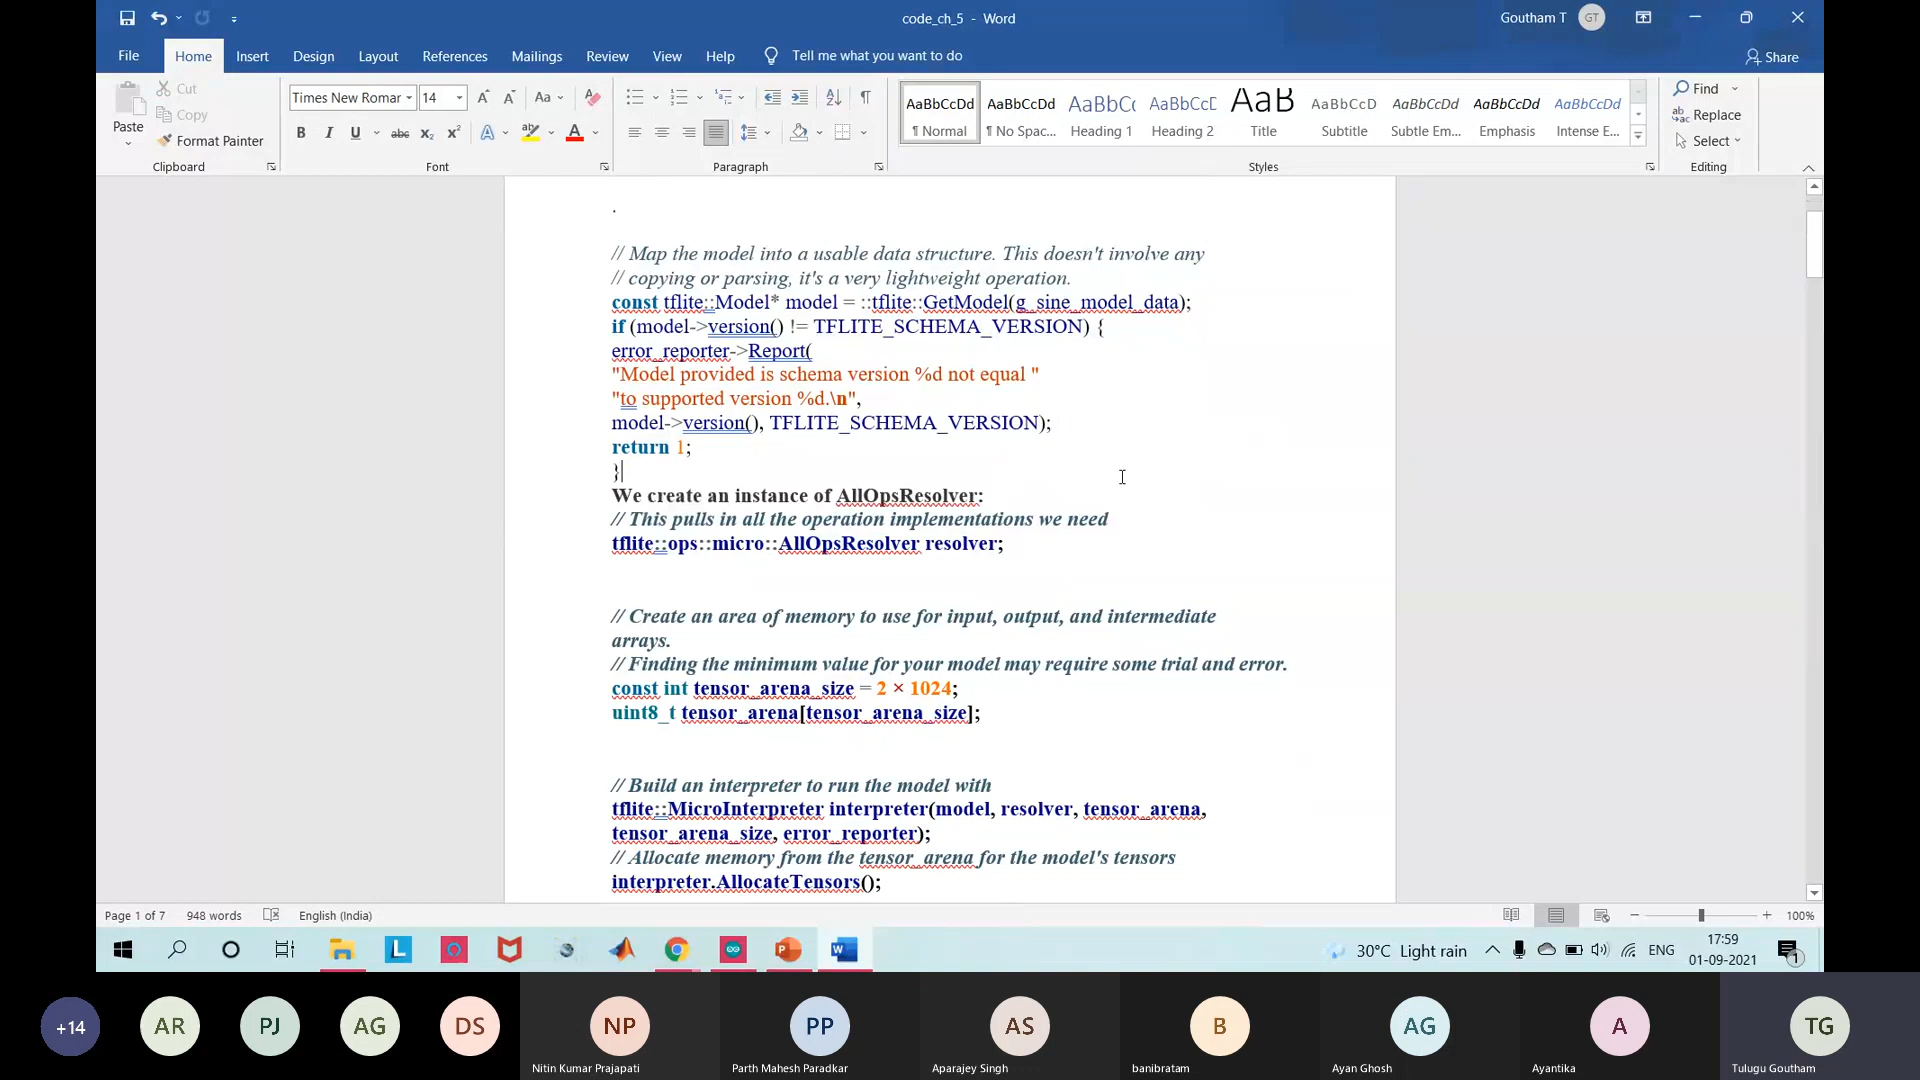 code_ch_5 - Word
Goutham T
GT
File
Home
Insert
Design
Layout
References
Mailings
Review
View
Help
Tell me what you want to do
Share
Paste
Cut
Copy
Format Painter
Clipboard
Times New Romar
14
Font
Paragraph
AaBbCcDd
¶ Normal
AaBbCcDd
¶ No Spac...
AaBbCc
Heading 1
AaBbCcD
Heading 2
AaB
Title
AaBbCcD
Subtitle
AaBbCcDd
Subtle Em...
AaBbCcDd
Emphasis
AaBbCcDd
Intense E...
Styles
Find
Replace
Select
Editing
.
// Map the model into a usable data structure. This doesn't involve any
// copying or parsing, it's a very lightweight operation.
const tflite::Model* model = ::tflite::GetModel(g_sine_model_data);
if (model->version() != TFLITE_SCHEMA_VERSION) {
error_reporter->Report(
"Model provided is schema version %d not equal "
"to supported version %d.\n",
model->version(), TFLITE_SCHEMA_VERSION);
return 1;
}
We create an instance of AllOpsResolver:
// This pulls in all the operation implementations we need
tflite::ops::micro::AllOpsResolver resolver;
// Create an area of memory to use for input, output, and intermediate
arrays.
// Finding the minimum value for your model may require some trial and error.
const int tensor_arena_size = 2 × 1024;
uint8_t tensor_arena[tensor_arena_size];
// Build an interpreter to run the model with
tflite::MicroInterpreter interpreter(model, resolver, tensor_arena,
tensor_arena_size, error_reporter);
// Allocate memory from the tensor_arena for the model's tensors
interpreter.AllocateTensors();
Page 1 of 7
948 words
English (India)
100%
30°C Light rain
ENG
17:59
01-09-2021
1
+14
AR
PJ
AG
DS
NP
Nitin Kumar Prajapati
PP
Parth Mahesh Paradkar
AS
Aparajey Singh
B
banibratam
AG
Ayan Ghosh
A
Ayantika
TG
Tulugu Goutham